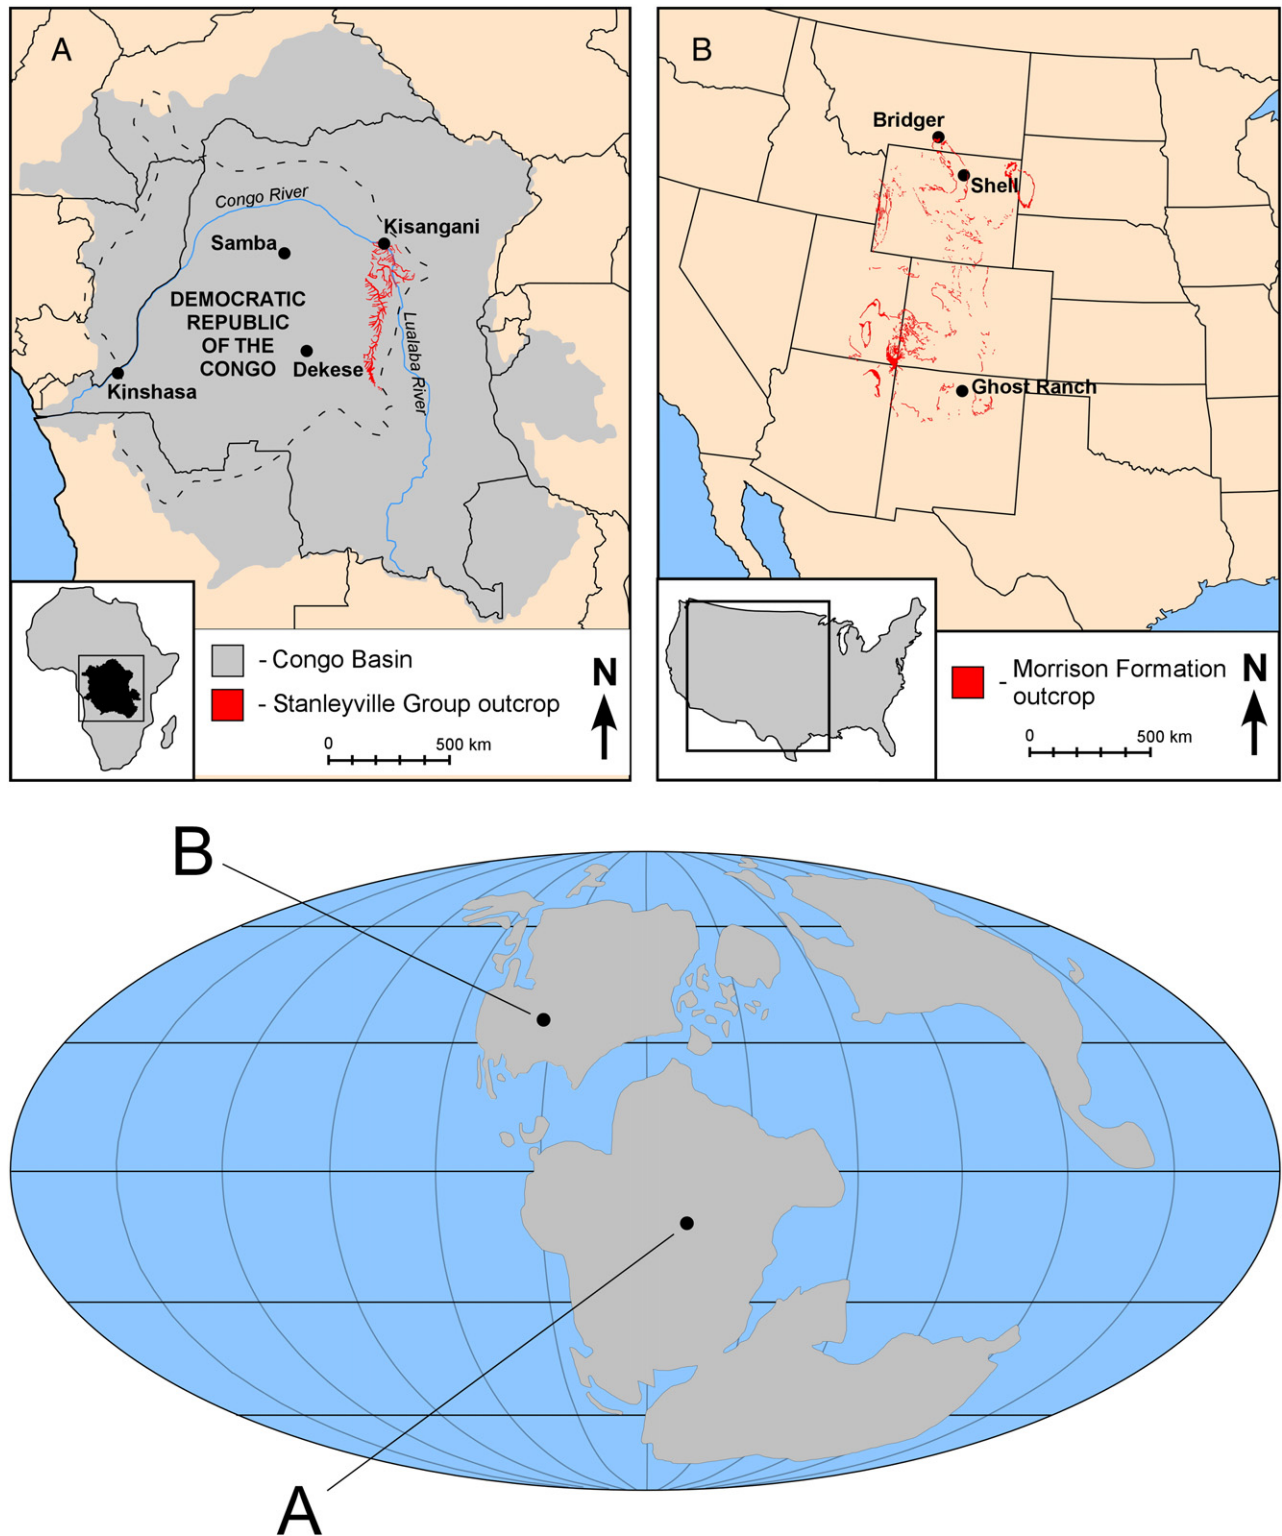 A
Congo River
Kisangani
Samba
DEMOCRATIC
REPUBLIC
OF THE
CONGO
Dekese
Lualaba River
Kinshasa
- Congo Basin
- Stanleyville Group outcrop
0 500 km
N
B
Bridger
Shell
Ghost Ranch
- Morrison Formation
outcrop
0 500 km
N
B
A